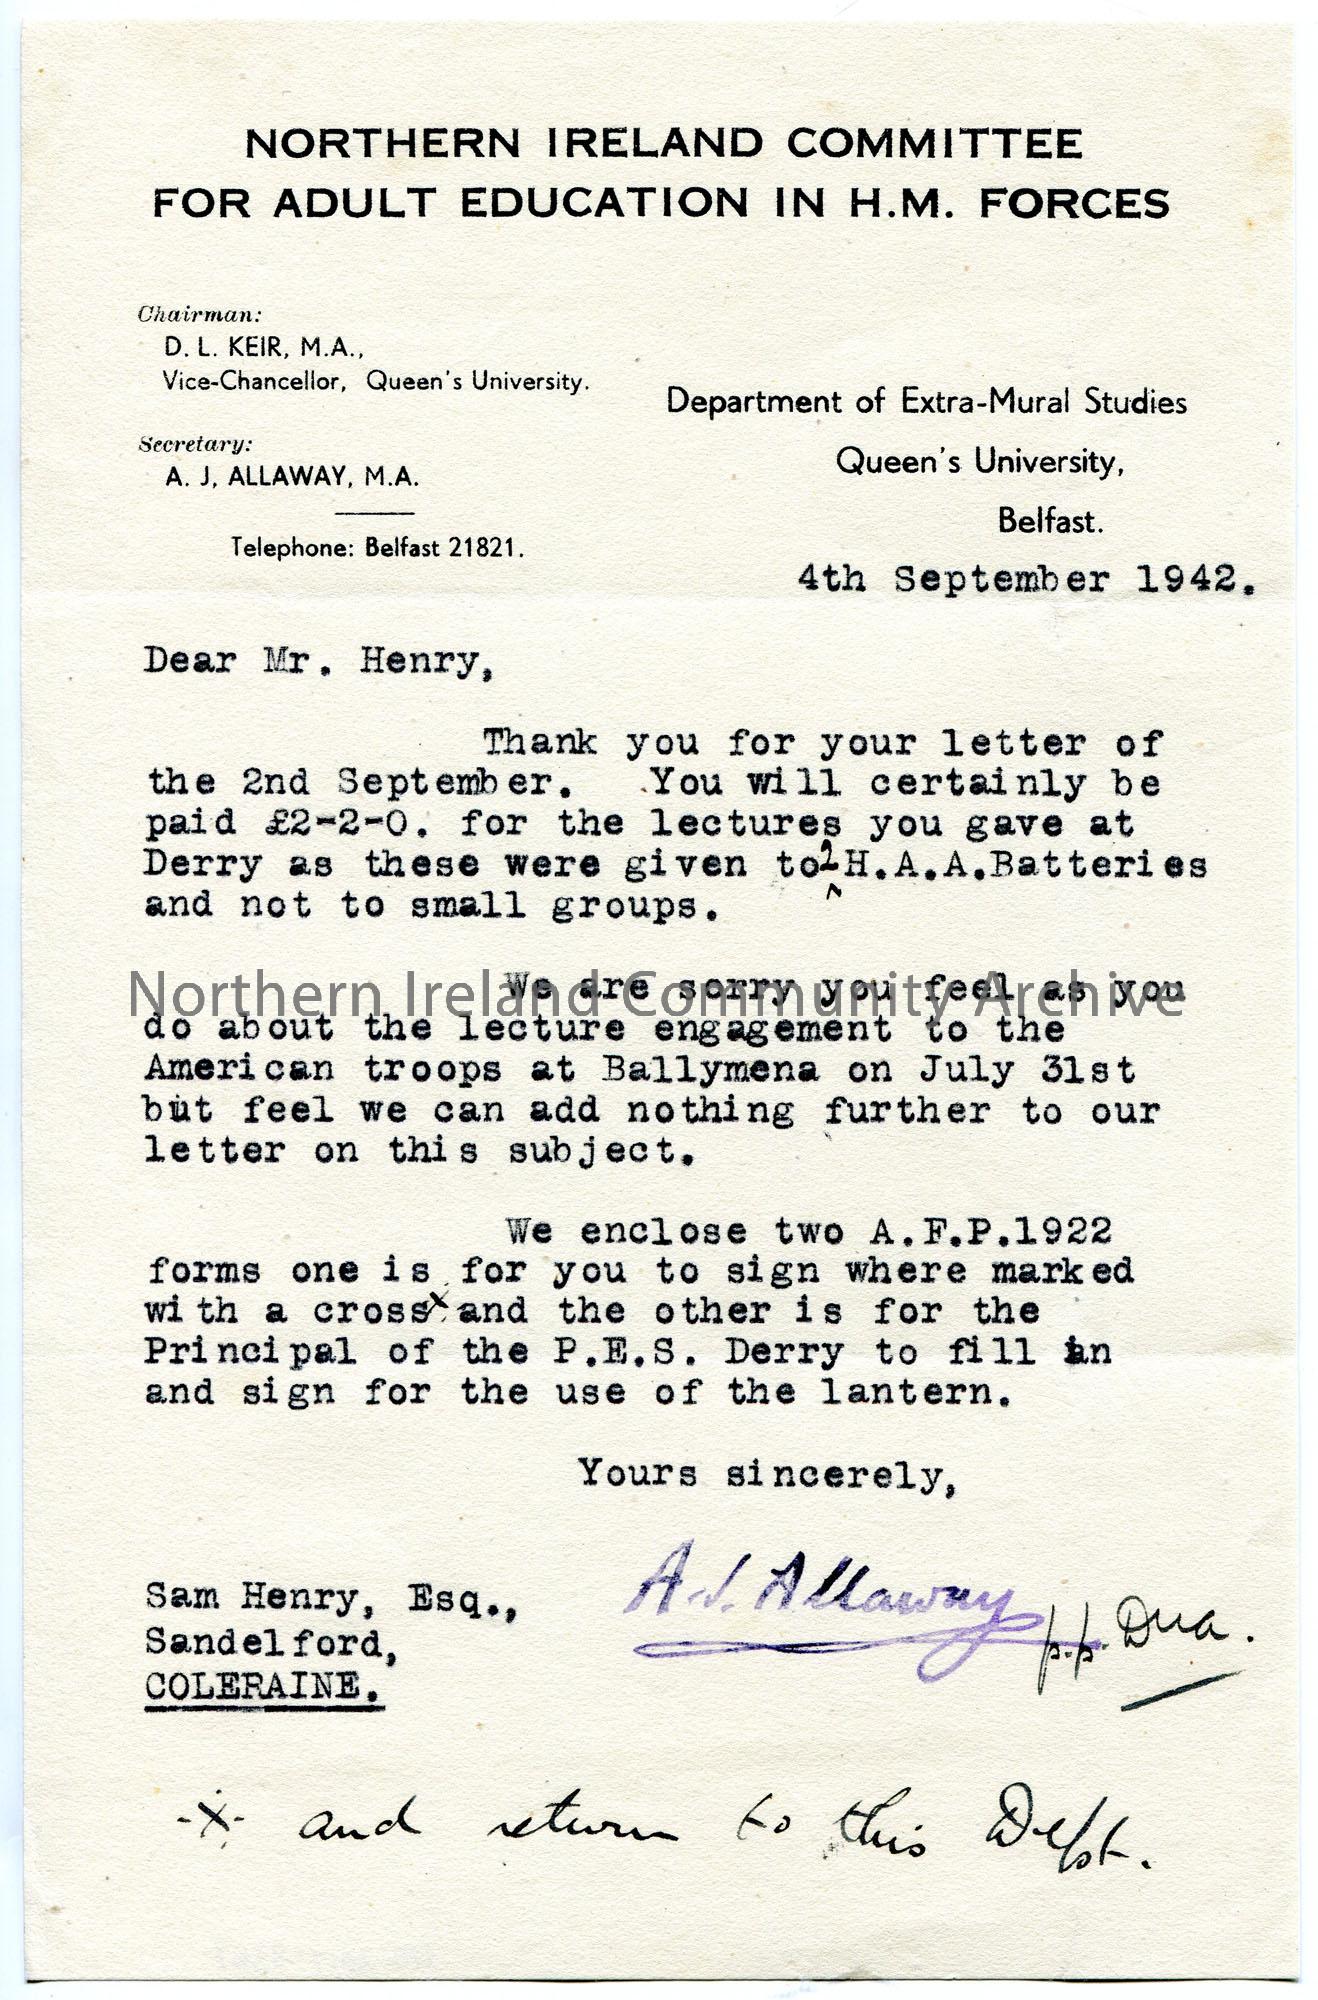 NORTHERN IRELAND COMMITTEE
FOR ADULT EDUCATION IN H.M. FORCES
Chairman:
D. L. KEIR, M.A.,
Vice-Chancellor, Queen's University.
Secretary:
A. J, ALLAWAY, M.A.
Telephone: Belfast 21821.
Department of Extra-Mural Studies
Queen's University,
Belfast.
4th September 1942.
Dear Mr. Henry,
Thank you for your letter of
the 2nd September. You will certainly be
paid £2-2-0. for the lectures you gave at
Derry as these were given to 2 H.A.A.Batteries
and not to small groups.
We are sorry you feel as you
do about the lecture engagement to the
American troops at Ballymena on July 31st
but feel we can add nothing further to our
letter on this subject.
We enclose two A.F.P.1922
forms one is for you to sign where marked
with a cross x and the other is for the
Principal of the P.E.S. Derry to fill in
and sign for the use of the lantern.
Yours sincerely,
A. J. Allaway p.p.
Sam Henry, Esq.,
Sandelford,
COLERAINE.
-x- and return to this Dept.
Northern Ireland Community Archive